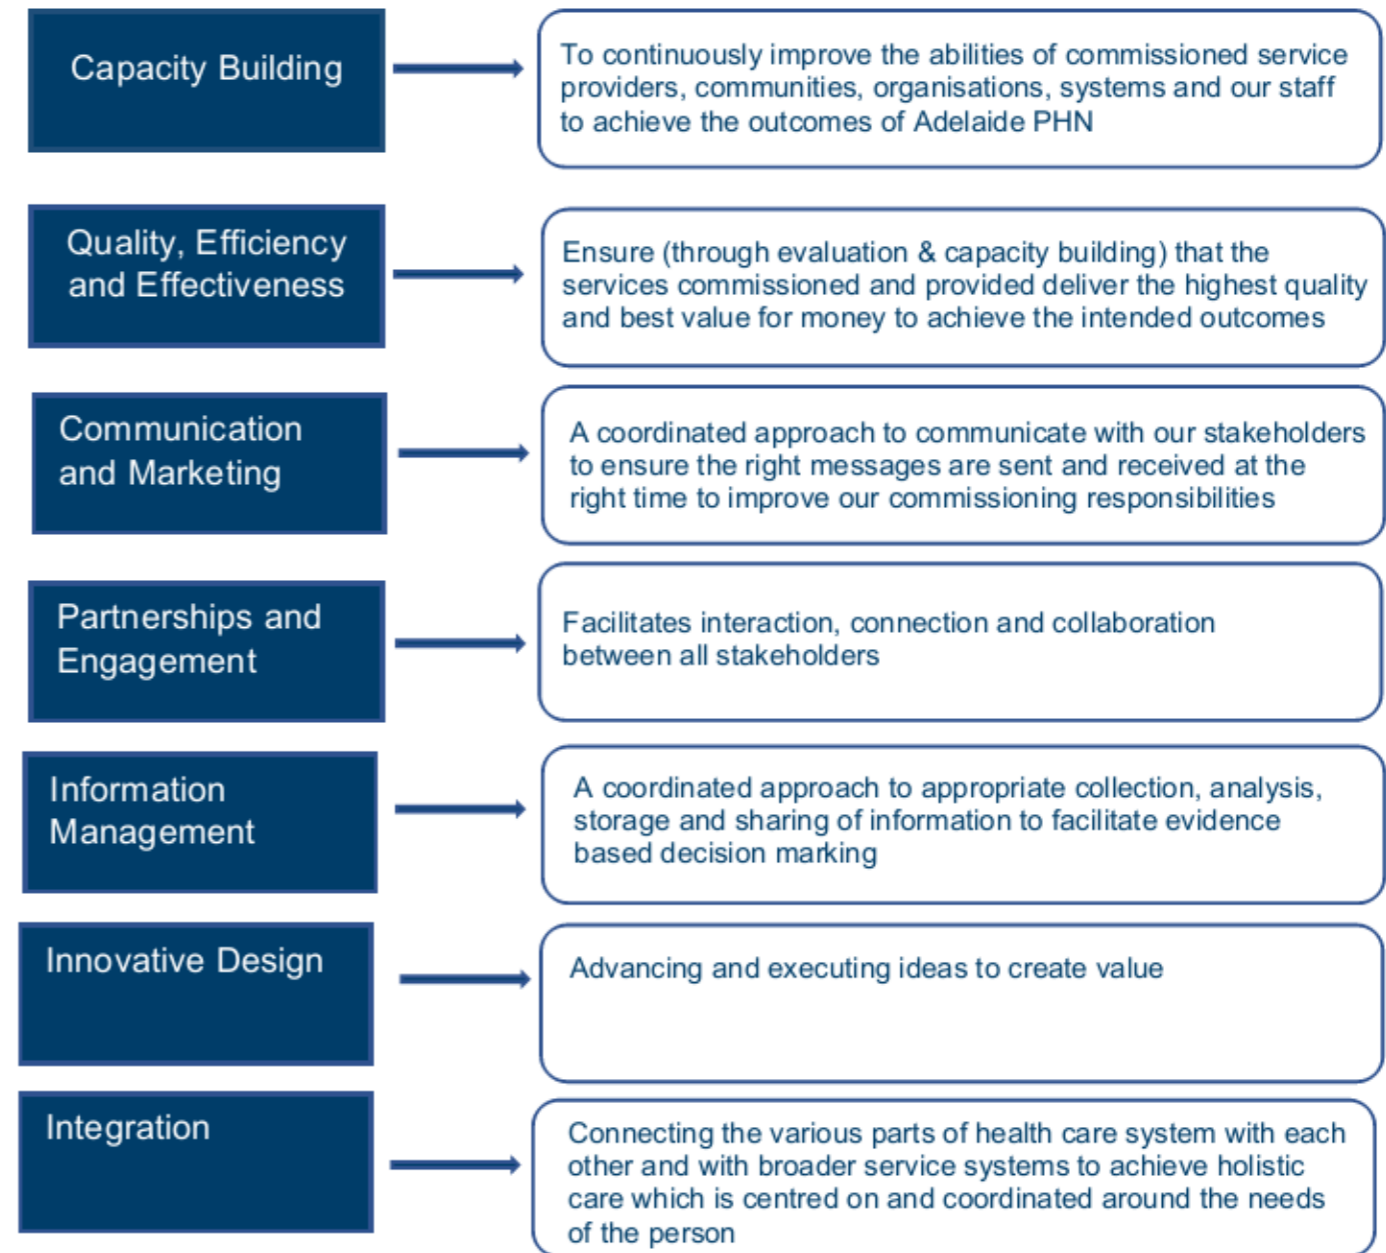 Capacity Building
To continuously improve the abilities of commissioned service
providers, communities, organisations, systems and our staff
to achieve the outcomes of Adelaide PHN
Quality, Efficiency
and Effectiveness
Ensure (through evaluation & capacity building) that the
services commissioned and provided deliver the highest quality
and best value for money to achieve the intended outcomes
Communication
and Marketing
A coordinated approach to communicate with our stakeholders
to ensure the right messages are sent and received at the
right time to improve our commissioning responsibilities
Partnerships and
Engagement
Facilitates interaction, connection and collaboration
between all stakeholders
Information
Management
A coordinated approach to appropriate collection, analysis,
storage and sharing of information to facilitate evidence
based decision marking
Innovative Design
Advancing and executing ideas to create value
Integration
Connecting the various parts of health care system with each
other and with broader service systems to achieve holistic
care which is centred on and coordinated around the needs
of the person